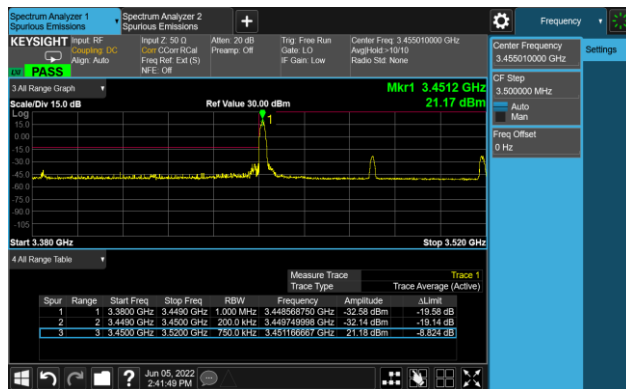 Spectrum Analyzer 1
Spurious Emissions
Spectrum Analyzer 2
Spurious Emissions
+
Frequency
KEYSIGHT
Input: RF
Coupling: DC
Align: Auto
Input Z: 50 Ω
Corr CCorr RCal
Freq Ref: Ext (S)
NFE: Off
Atten: 20 dB
Preamp: Off
Trig: Free Run
Gate: LO
IF Gain: Low
Center Freq: 3.455010000 GHz
Avg|Hold:>10/10
Radio Std: None
PASS
Center Frequency
3.455010000 GHz
Settings
CF Step
3.500000 MHz
Auto
Man
Freq Offset
0 Hz
3 All Range Graph
Mkr1 3.4512 GHz
Scale/Div 15.0 dB
Ref Value 30.00 dBm
21.17 dBm
Log
15.0
0.00
-15.0
-30.0
-45.0
-60.0
-75.0
-90.0
-105
1
Start 3.380 GHz
Stop 3.520 GHz
4 All Range Table
Measure Trace
Trace 1
Trace Type
Trace Average (Active)
Spur Range Start Freq Stop Freq RBW Frequency Amplitude ΔLimit
1 1 3.3800 GHz 3.4490 GHz 1.000 MHz 3.448568750 GHz -32.58 dBm -19.58 dB
2 2 3.4490 GHz 3.4500 GHz 200.0 kHz 3.449749998 GHz -32.14 dBm -19.14 dB
3 3 3.4500 GHz 3.5200 GHz 750.0 kHz 3.451166667 GHz 21.18 dBm -8.824 dB
?
Jun 05, 2022
2:41:49 PM